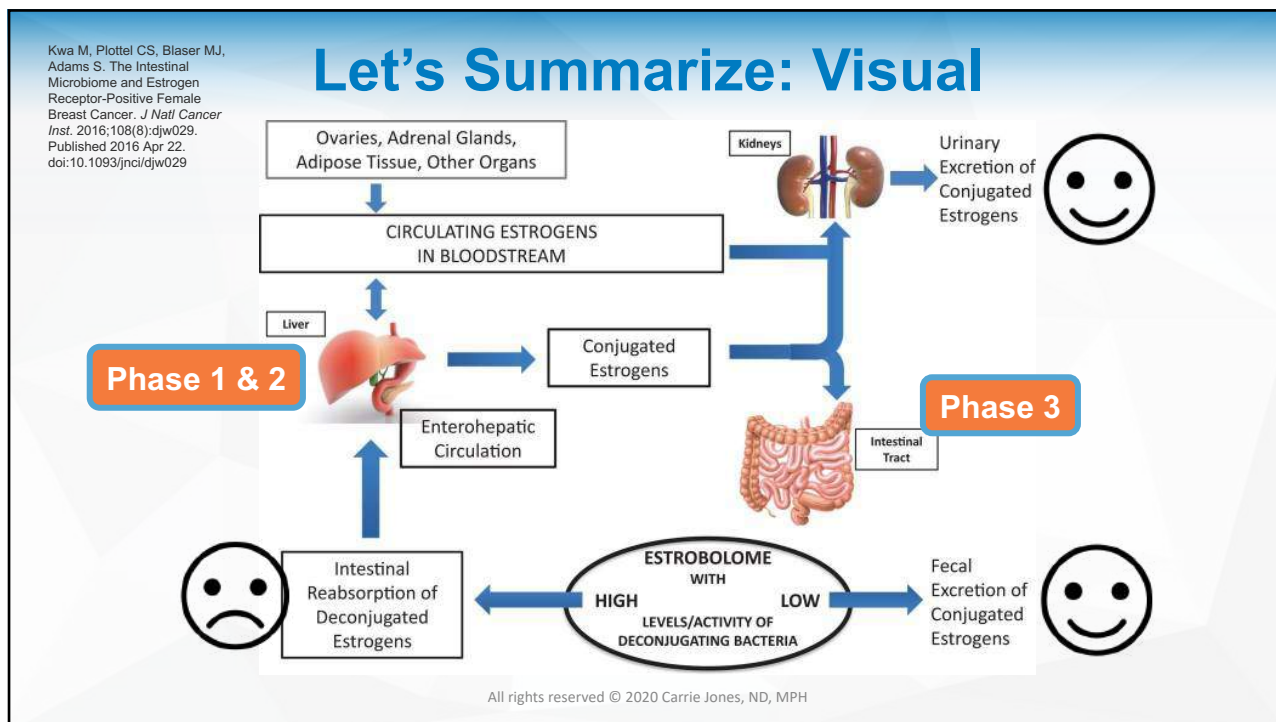 Kwa M, Plottel CS, Blaser MJ,
Adams S. The Intestinal
Microbiome and Estrogen
Receptor-Positive Female
Breast Cancer. J Natl Cancer
Inst. 2016;108(8):djw029.
Published 2016 Apr 22.
doi:10.1093/jnci/djw029
Let's Summarize: Visual
Ovaries, Adrenal Glands,
Adipose Tissue, Other Organs
Kidneys
Urinary
Excretion of
Conjugated
Estrogens
CIRCULATING ESTROGENS
IN BLOODSTREAM
Liver
Phase 1 & 2
Conjugated
Estrogens
Enterohepatic
Circulation
Phase 3
Intestinal
Tract
Intestinal
Reabsorption of
Deconjugated
Estrogens
ESTROBOLOME
WITH
HIGH LOW
LEVELS/ACTIVITY OF
DECONJUGATING BACTERIA
Fecal
Excretion of
Conjugated
Estrogens
All rights reserved © 2020 Carrie Jones, ND, MPH